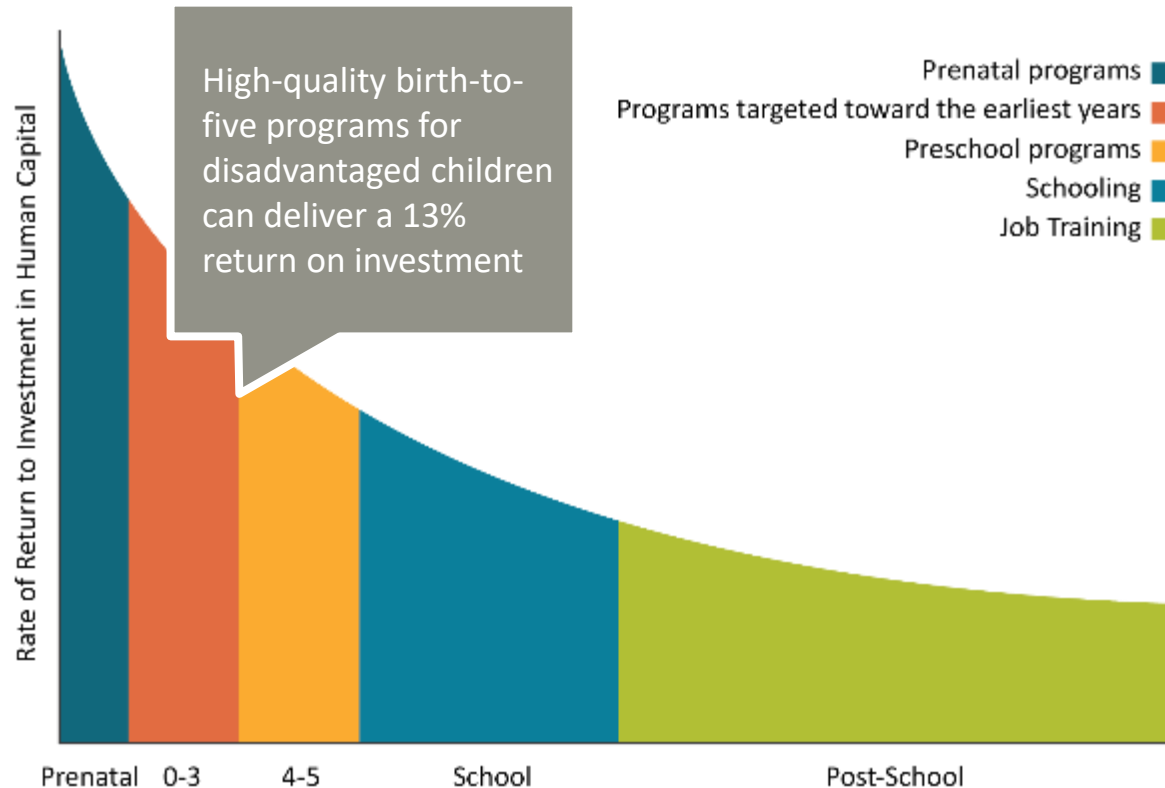 High-quality birth-to-
five programs for
disadvantaged children
can deliver a 13%
return on investment
Prenatal programs
Programs targeted toward the earliest years
Preschool programs
Schooling
Job Training
Rate of Return to Investment in Human Capital
Prenatal 0-3 4-5 School Post-School